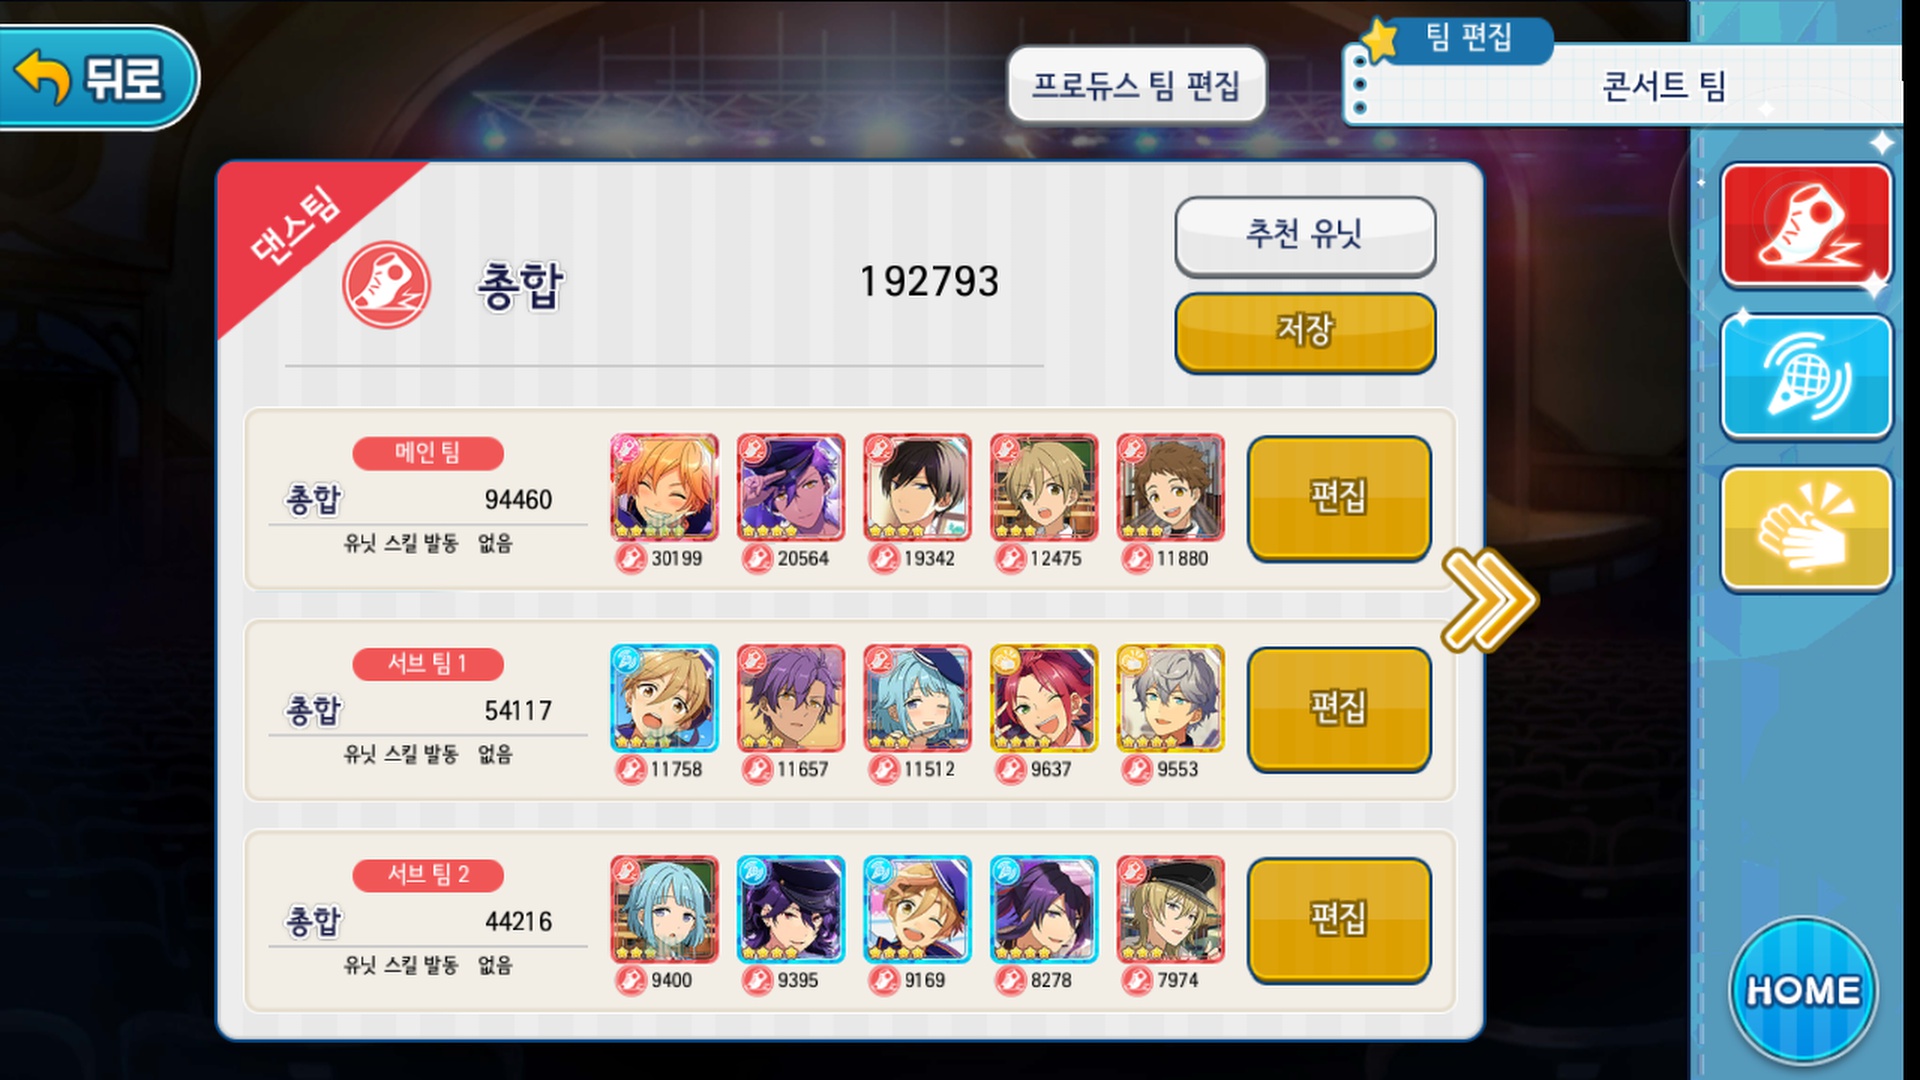 뒤로
프로듀스 팀 편집
팀 편집
콘서트 팀
댄스팀
총합
192793
추천 유닛
저장
메인 팀
총합
94460
유닛 스킬 발동 없음
30199
20564
19342
12475
11880
편집
서브 팀 1
총합
54117
유닛 스킬 발동 없음
11758
11657
11512
9637
9553
편집
서브 팀 2
총합
44216
유닛 스킬 발동 없음
9400
9395
9169
8278
7974
편집
HOME